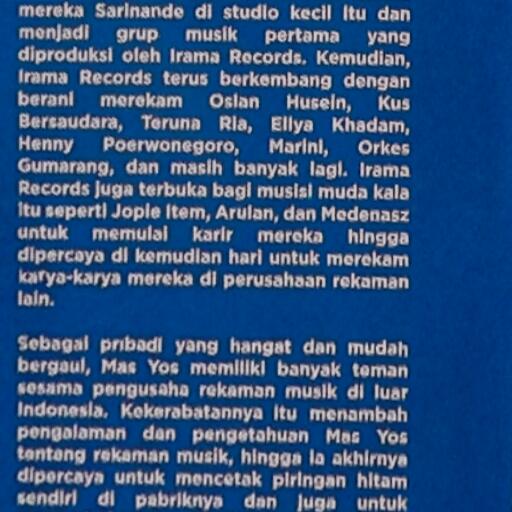 mereka Sarinande di studio kecil itu dan
menjadi grup musik pertama yang
diproduksi oleh Irama Records. Kemudian,
Irama Records terus berkembang dengan
berani merekam Oslan Husein, Kus
Bersaudara, Teruna Ria, Ellya Khadam,
Henny Poerwonegoro, Marini, Orkes
Gumarang, dan masih banyak lagi. Irama
Records juga terbuka bagi musisi muda kala
itu seperti Jopie Item, Arulan, dan Medenasz
untuk memulai karir mereka hingga
dipercaya di kemudian hari untuk merekam
karya-karya mereka di perusahaan rekaman
lain.
Sebagai pribadi yang hangat dan mudah
bergaul, Mas Yos memiliki banyak teman
sesama pengusaha rekaman musik di luar
Indonesia. Kekerabatannya itu menambah
pengalaman dan pengetahuan Mas Yos
tentang rekaman musik, hingga ia akhirnya
dipercaya untuk mencetak piringan hitam
sendiri di pabriknya dan juga untuk